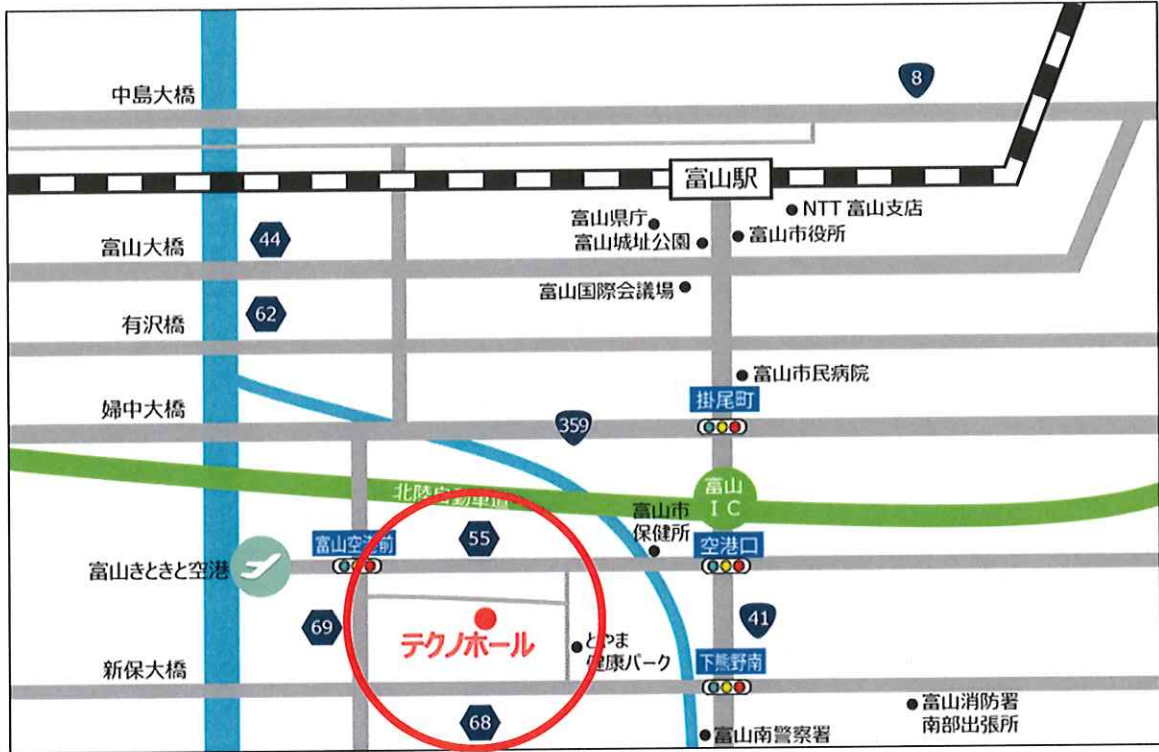 8
中島大橋
富山駅
NTT 富山支店
富山県庁
富山城址公園
富山市役所
富山大橋
44
富山国際会議場
62
有沢橋
富山市民病院
掛尾町
婦中大橋
359
北陸自動車道
富山
IC
富山市
保健所
55
富山空港前
空港口
富山きときと空港
69
テクノホール
41
とやま
健康パーク
下熊野南
新保大橋
68
富山消防署
南部出張所
富山南警察署